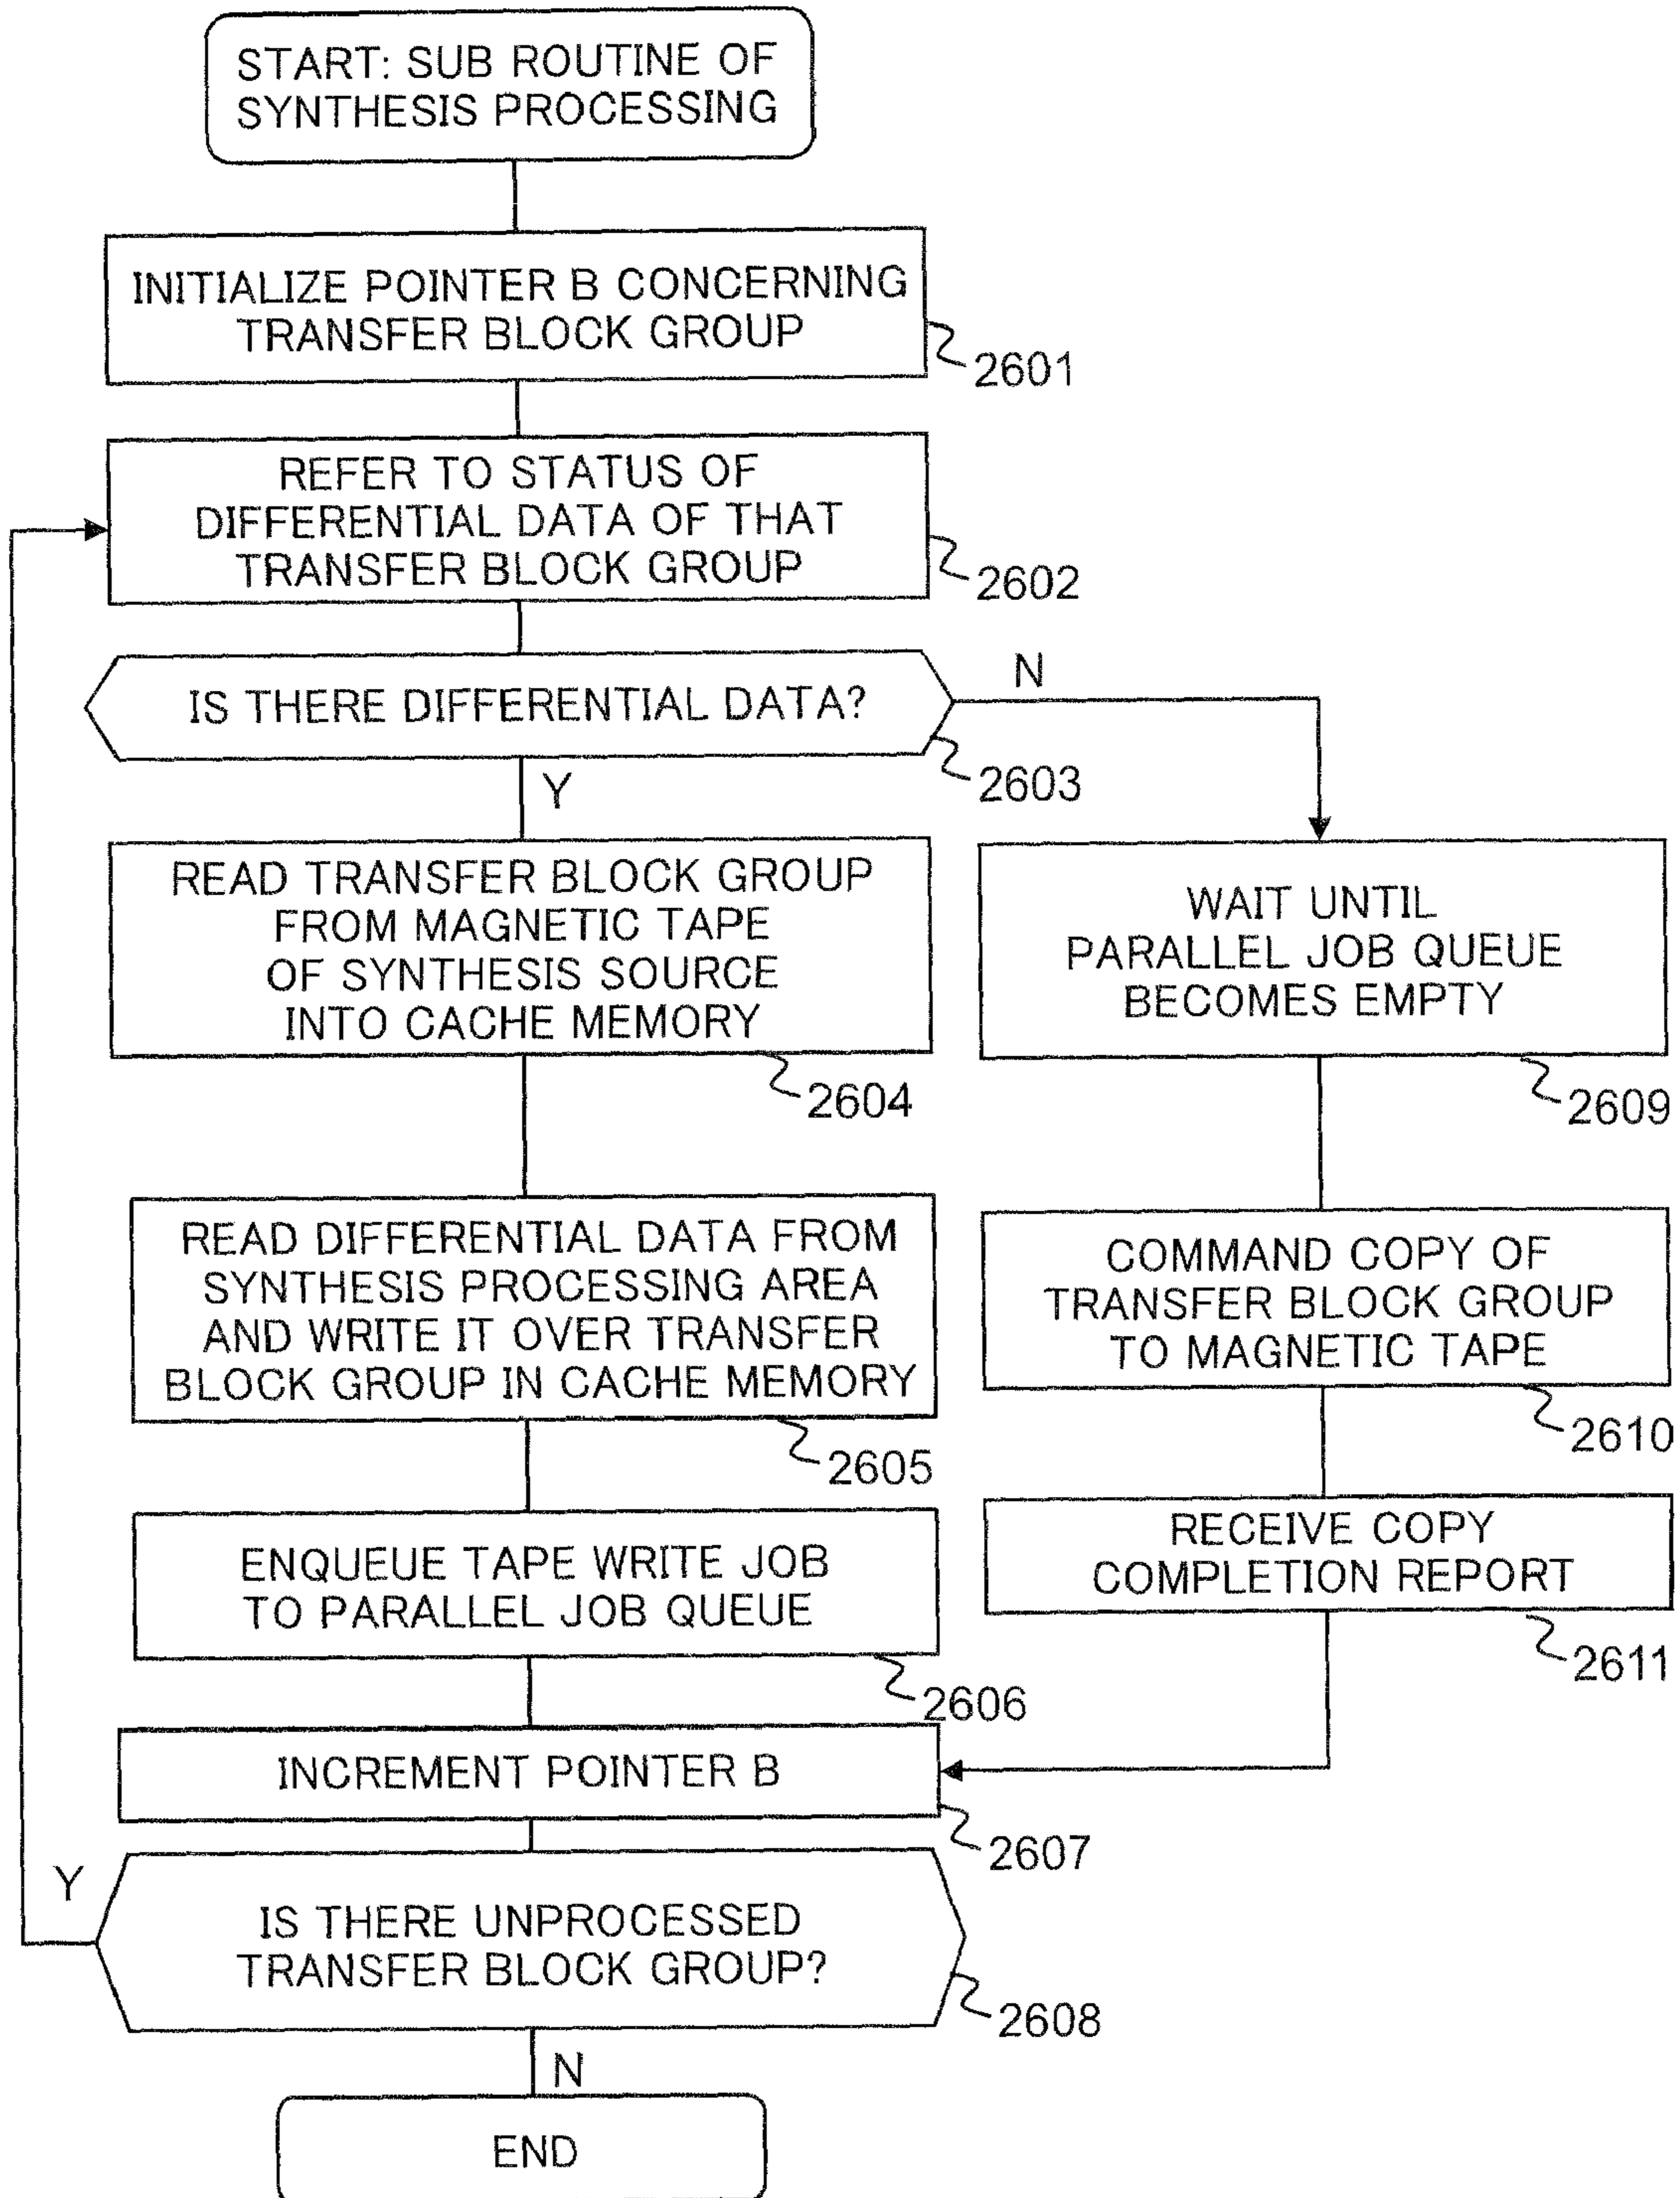 START: SUB ROUTINE OF
SYNTHESIS PROCESSING
INITIALIZE POINTER B CONCERNING
TRANSFER BLOCK GROUP
2601
REFER TO STATUS OF
DIFFERENTIAL DATA OF THAT
TRANSFER BLOCK GROUP
2602
IS THERE DIFFERENTIAL DATA?
N
2603
Y
READ TRANSFER BLOCK GROUP
FROM MAGNETIC TAPE
OF SYNTHESIS SOURCE
INTO CACHE MEMORY
2604
WAIT UNTIL
PARALLEL JOB QUEUE
BECOMES EMPTY
2609
READ DIFFERENTIAL DATA FROM
SYNTHESIS PROCESSING AREA
AND WRITE IT OVER TRANSFER
BLOCK GROUP IN CACHE MEMORY
2605
COMMAND COPY OF
TRANSFER BLOCK GROUP
TO MAGNETIC TAPE
2610
ENQUEUE TAPE WRITE JOB
TO PARALLEL JOB QUEUE
2606
RECEIVE COPY
COMPLETION REPORT
2611
INCREMENT POINTER B
2607
Y
IS THERE UNPROCESSED
TRANSFER BLOCK GROUP?
2608
N
END